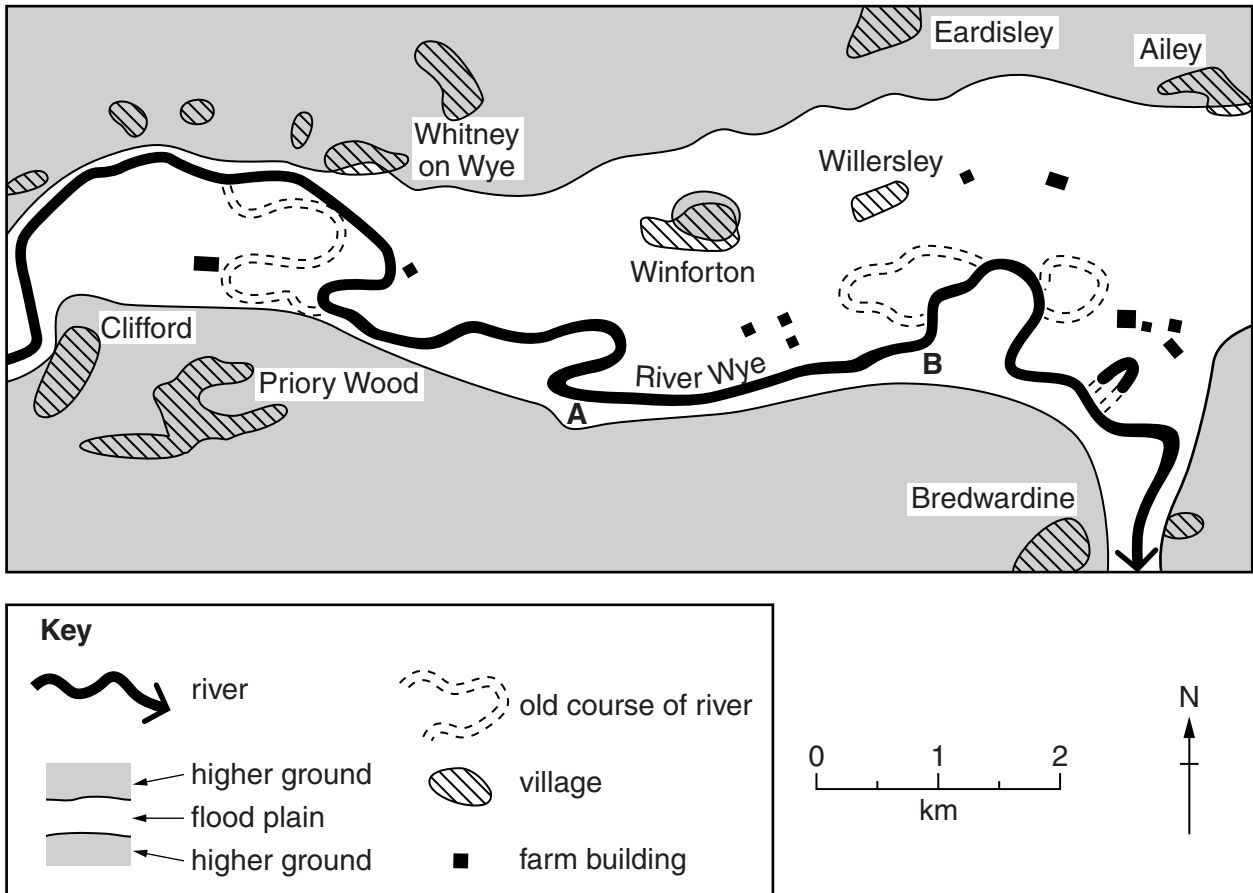 Eardisley
Ailey
Whitney
on Wye
Willersley
Winforton
Clifford
Priory Wood
River Wye
A
B
Bredwardine
Key
river
old course of river
higher ground
flood plain
higher ground
village
farm building
0 1 2
km
N